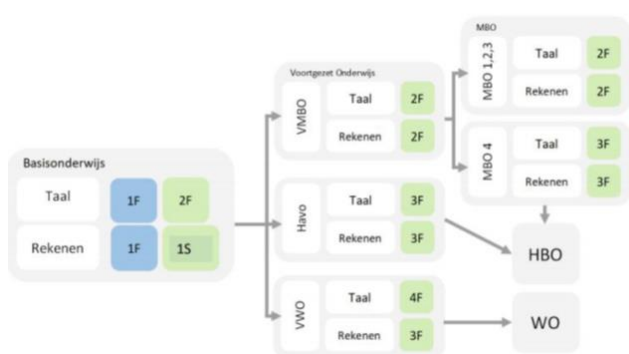 Basisonderwijs
Taal 1F 2F
Rekenen 1F 1S
Voortgezet Onderwijs
VMBO
Taal 2F
Rekenen 2F
Havo
Taal 3F
Rekenen 3F
VWO
Taal 4F
Rekenen 3F
MBO
MBO 1,2,3
Taal 2F
Rekenen 2F
MBO 4
Taal 3F
Rekenen 3F
HBO
WO